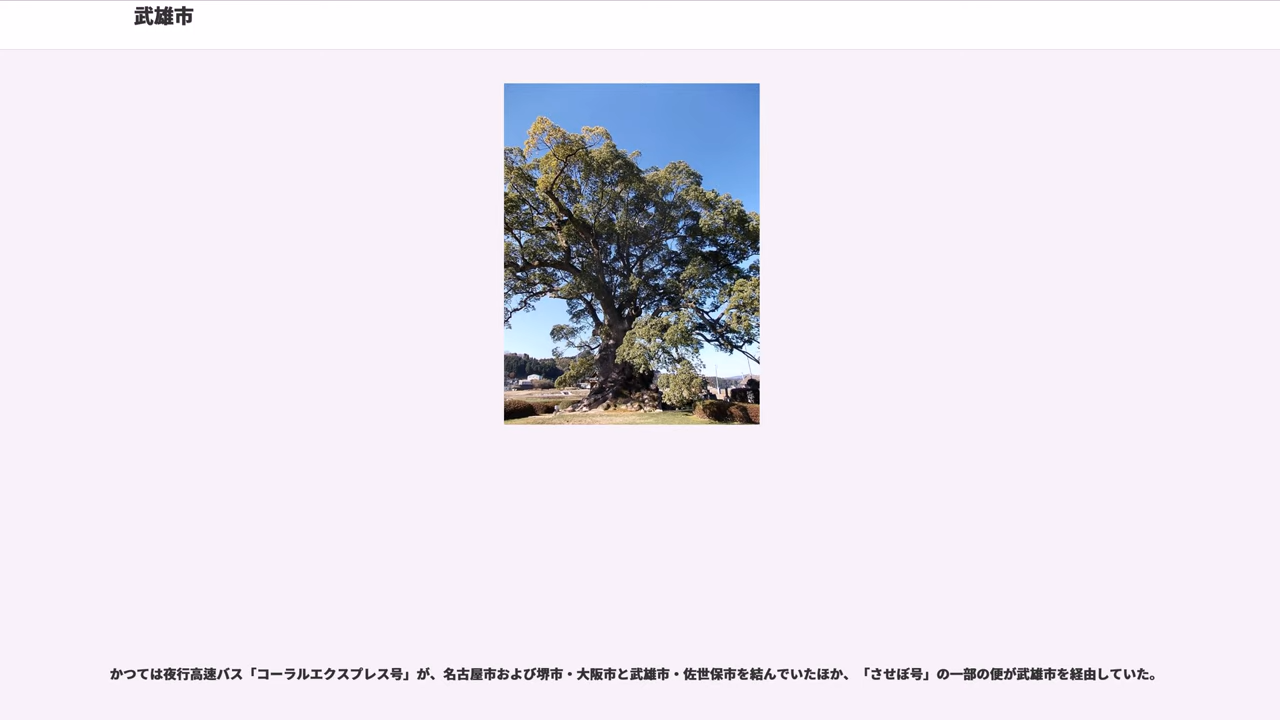 武雄市
かつては夜行高速バス「コーラルエクスプレス号」が、名古屋市および堺市・大阪市と武雄市・佐世保市を結んでいたほか、「させぼ号」の一部の便が武雄市を経由していた。